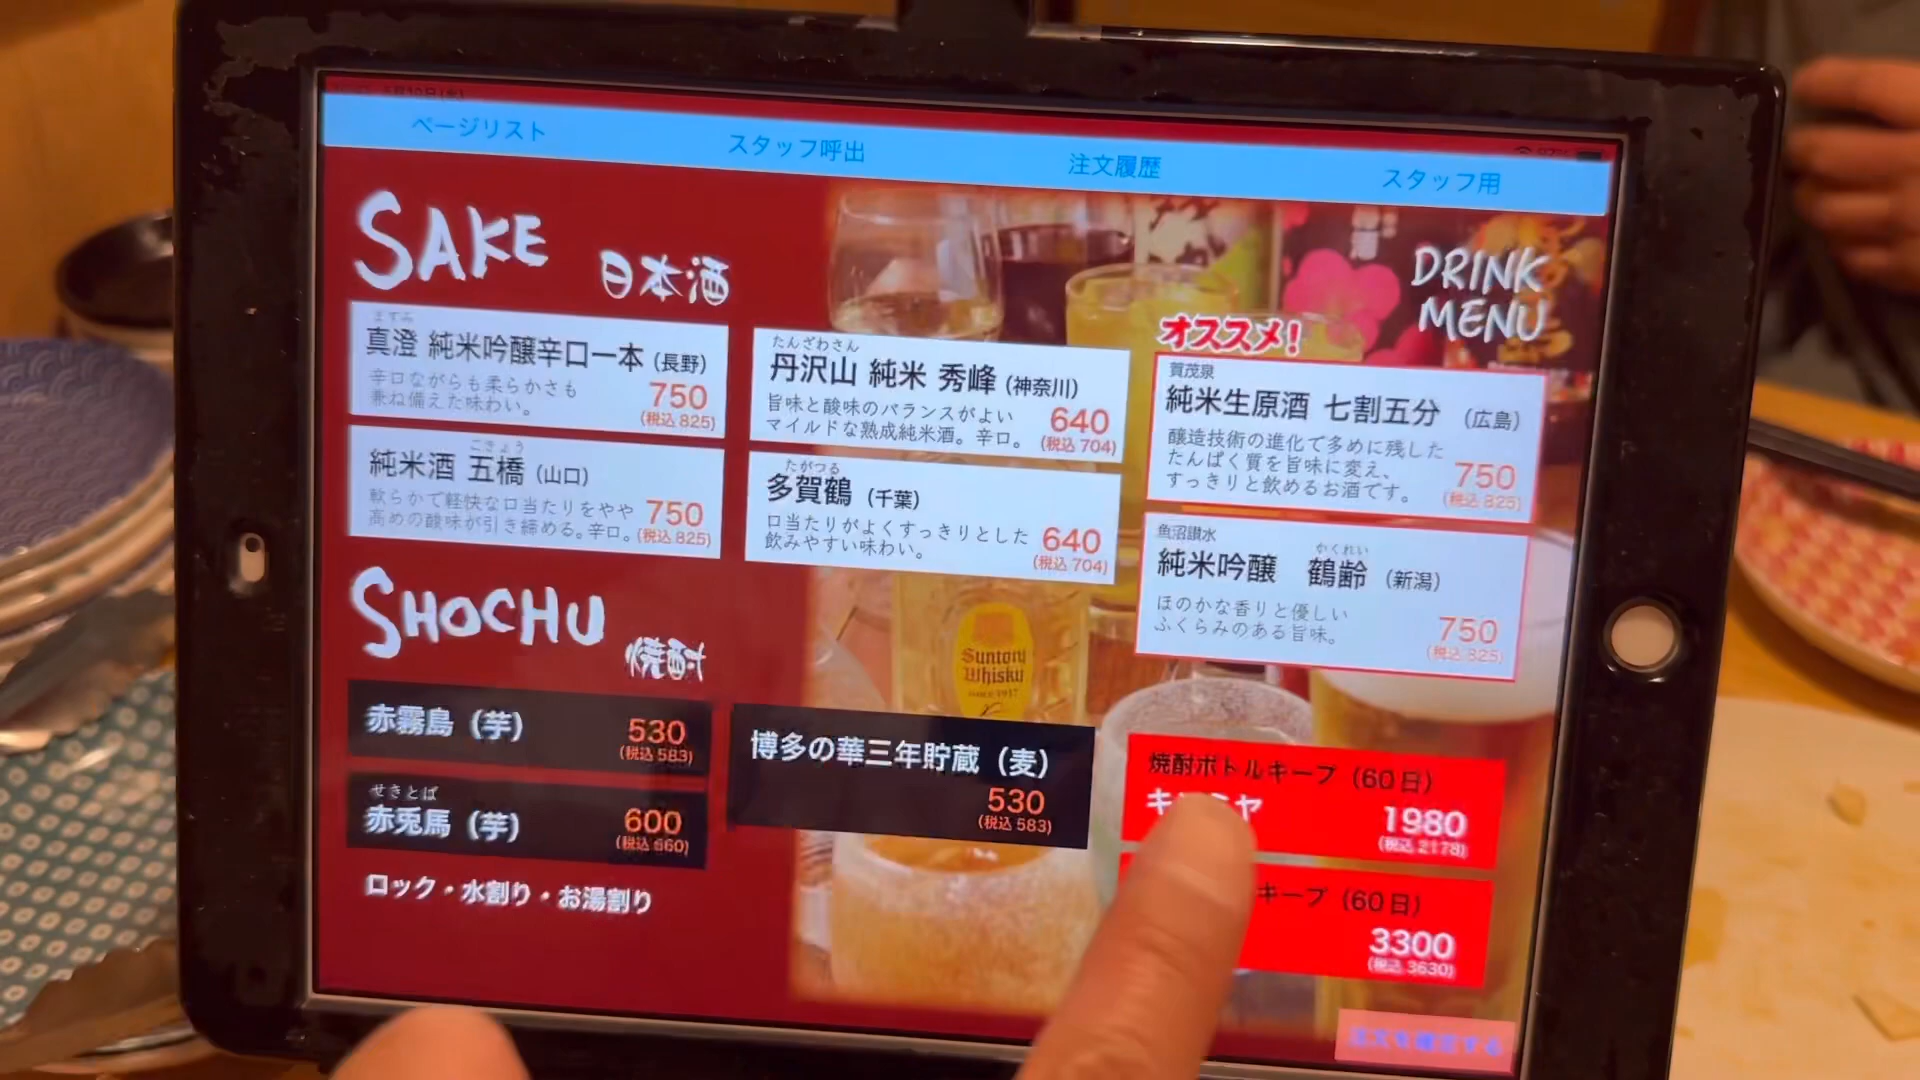 ページリスト
スタッフ呼出
注文履歴
スタッフ用
SAKE 日本酒
DRINK
MENU
ますみ
真澄 純米吟醸辛口一本 (長野)
辛口ながらも柔らかさも
兼ね備えた味わい。
750
(税込 825)
ごきょう
純米酒 五橋 (山口)
軟らかで軽快な口当たりをやや
高めの酸味が引き締める。辛口。
750
(税込 825)
たんざわさん
丹沢山 純米 秀峰 (神奈川)
旨味と酸味のバランスがよい
マイルドな熟成純米酒。辛口。
640
(税込 704)
たがつる
多賀鶴 (千葉)
口当たりがよくすっきりとした
飲みやすい味わい。
640
(税込 704)
オススメ!
賀茂泉
純米生原酒 七割五分 (広島)
醸造技術の進化で多めに残した
たんぱく質を旨味に変え、
すっきりと飲めるお酒です。
750
(税込 825)
魚沼讃水
かくれい
純米吟醸 鶴齢 (新潟)
ほのかな香りと優しい
ふくらみのある旨味。
750
(税込 825)
SHOCHU 焼酎
赤霧島 (芋)
530
(税込 583)
せきとば
赤兎馬 (芋)
600
(税込 660)
ロック・水割り・お湯割り
博多の華三年貯蔵 (麦)
530
(税込 583)
焼酎ボトルキープ (60日)
1980
(税込 2178)
キープ (60日)
3300
(税込 3630)
注文を確定する
Suntory
Whisky
SINCE 1937